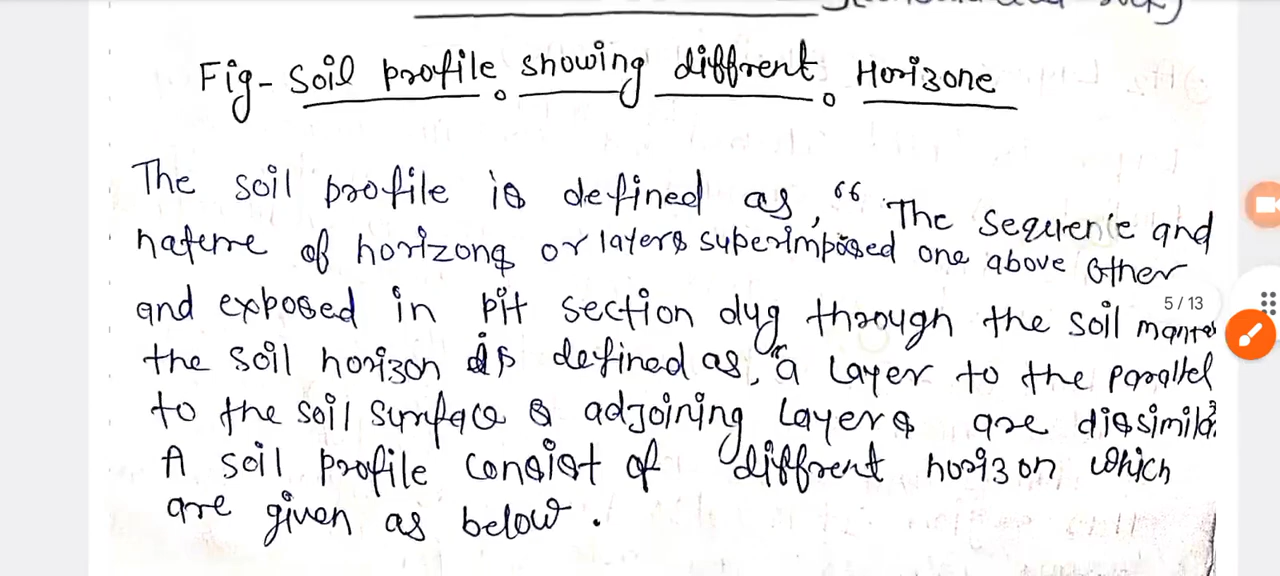 Fig- Soil profile showing diffrent Horizone
The soil profile is defined as, "The Sequence and
nature of horizons or layers superimposed one above other
and exposed in pit section dug through the soil mantel
5/13
the soil horizon is defined as, "a layer to the parallel
to the soil surface & adjoining layers are dissimilar
A soil profile consist of diffrent horizon which
are given as below.